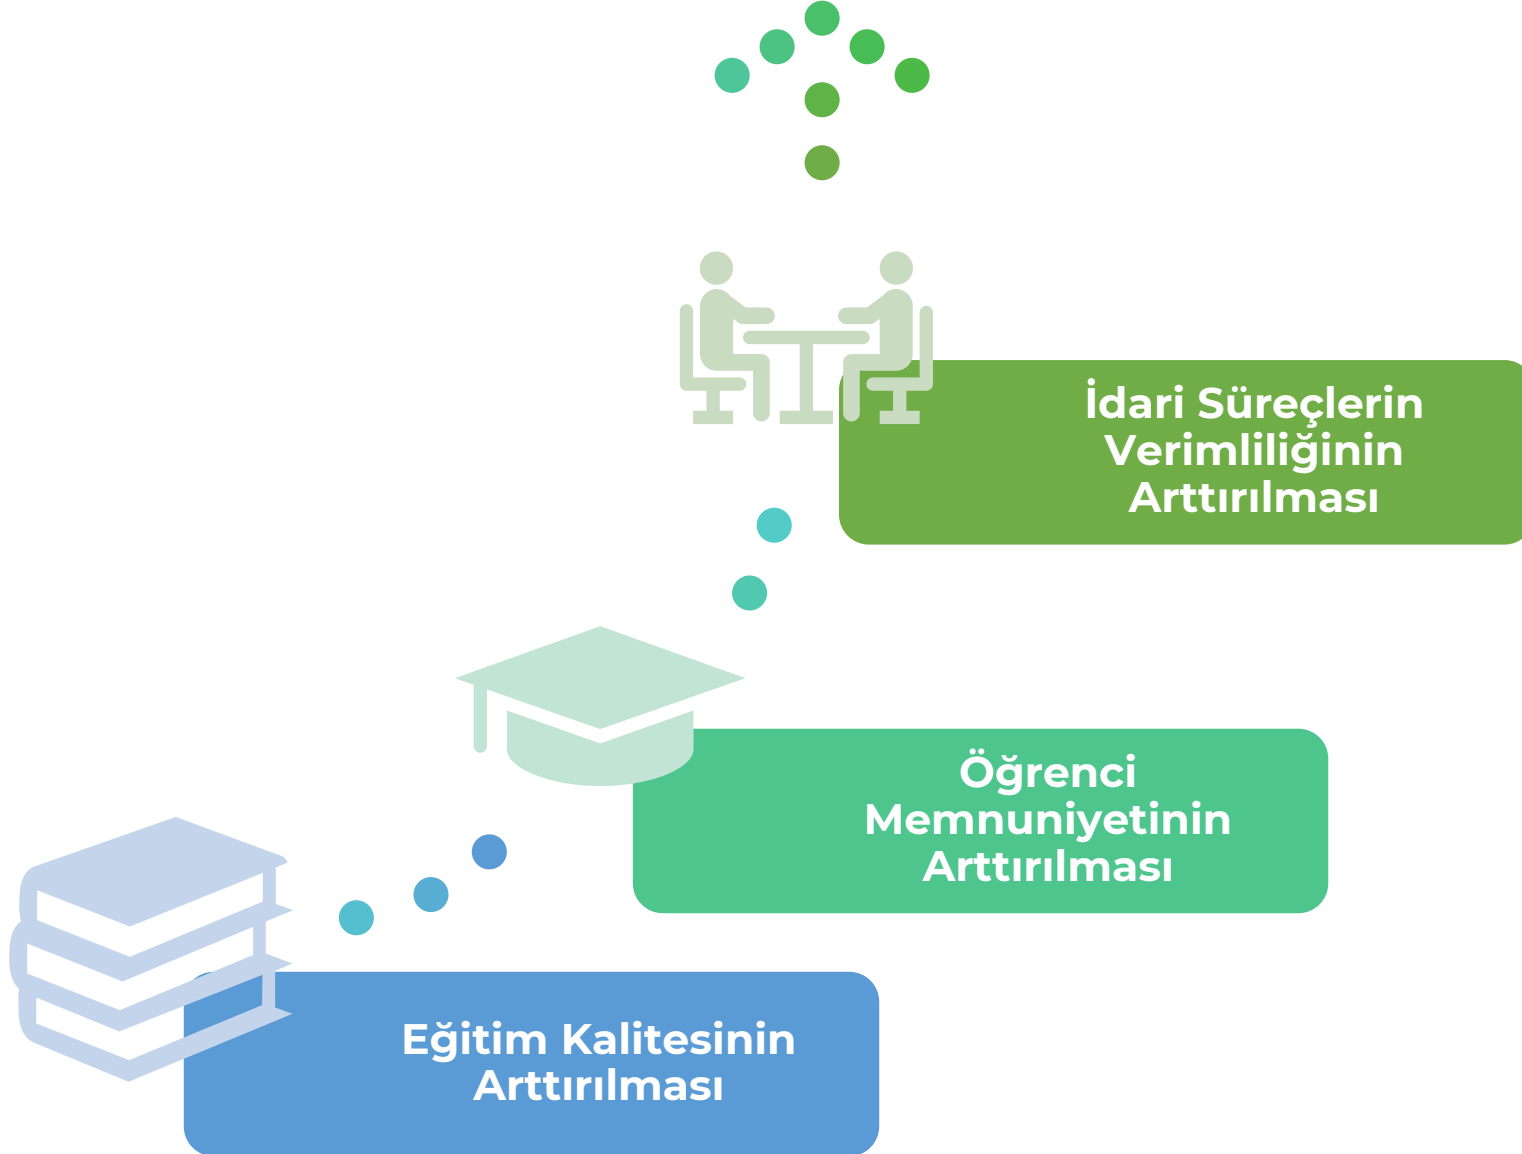 İdari Süreçlerin
Verimliliğinin
Arttırılması
Öğrenci
Memnuniyetinin
Arttırılması
Eğitim Kalitesinin
Arttırılması